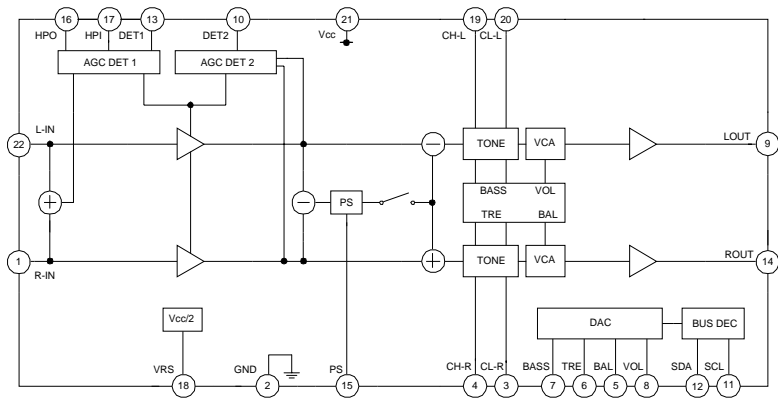 16 17 13 10 21 19 20
HPO HPI DET1 DET2 Vcc CH-L CL-L
AGC DET 1 AGC DET 2
L-IN LOUT
22 − TONE VCA 9
BASS VOL
+ − PS
TRE BAL
1 + TONE VCA 14
R-IN ROUT
Vcc/2 DAC BUS DEC
VRS GND PS CH-R CL-R BASS TRE BAL VOL SDA SCL
18 2 15 4 3 7 6 5 8 12 11